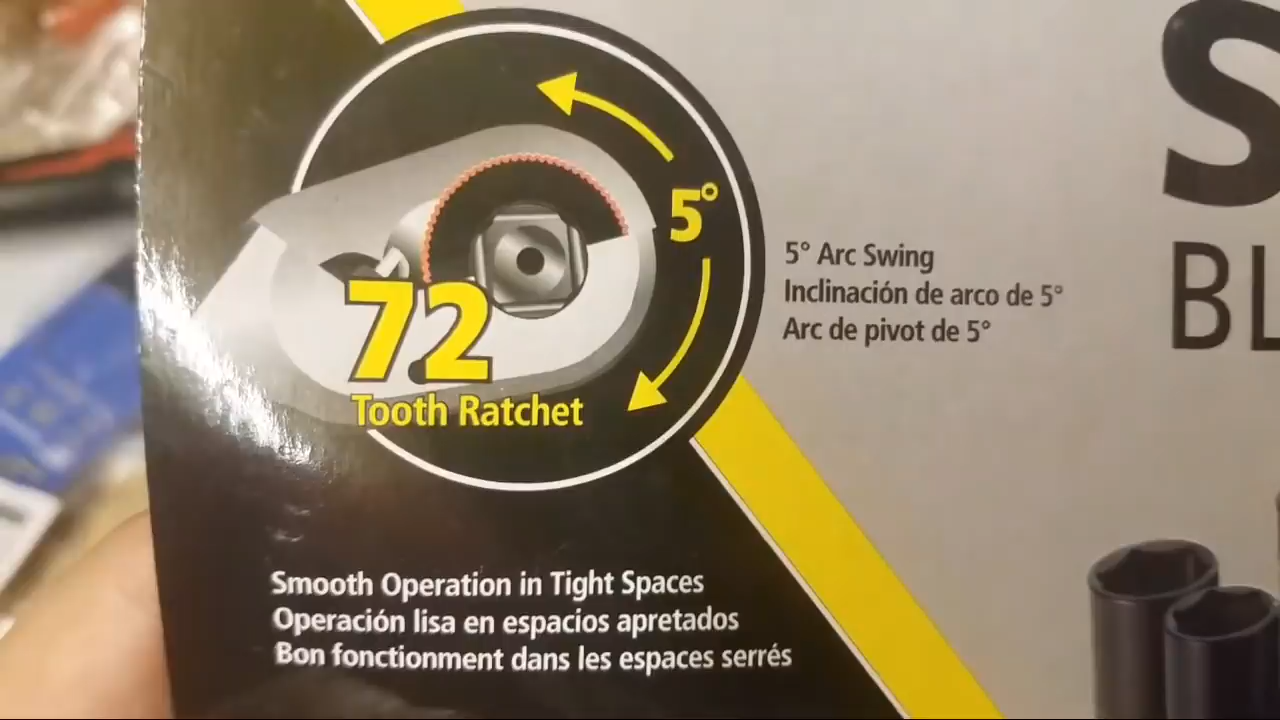 5°
72
Tooth Ratchet
5° Arc Swing
Inclinación de arco de 5°
Arc de pivot de 5°
Smooth Operation in Tight Spaces
Operación lisa en espacios apretados
Bon fonctionment dans les espaces serrés
S
BL